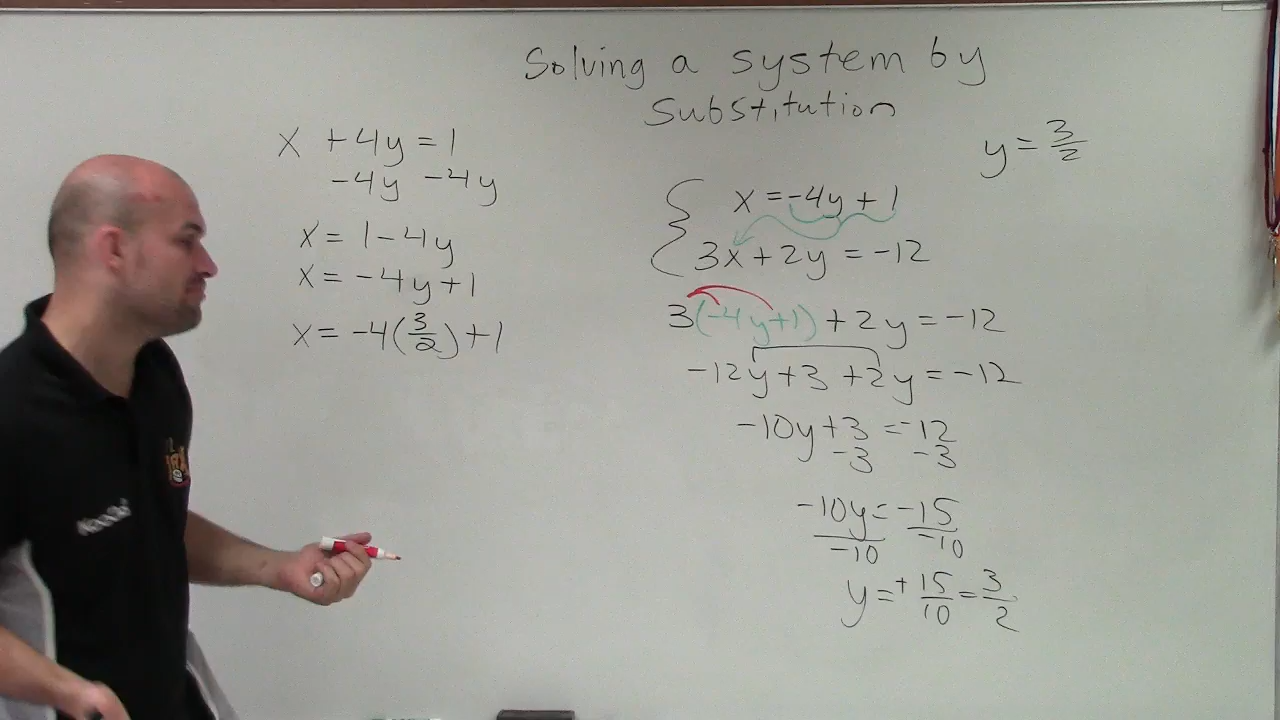 Solving a system by
Substitution
x + 4y = 1
-4y -4y
x = 1 - 4y
x = -4y + 1
x = -4(3/2) + 1
y = 3/2
{ x = -4y + 1
3x + 2y = -12
3(-4y+1) + 2y = -12
-12y + 3 + 2y = -12
-10y + 3 = -12
-3 -3
-10y = -15
-10 -10
y = + 15/10 = 3/2